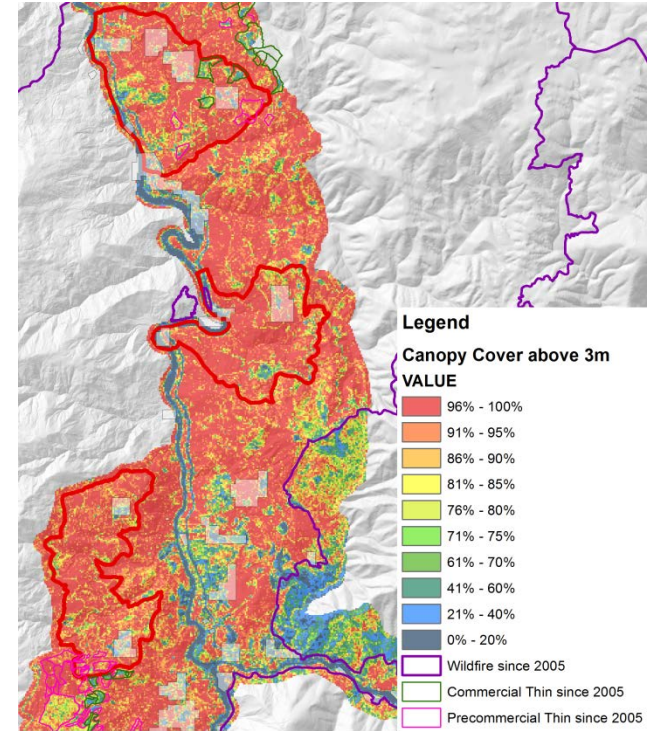 Legend
Canopy Cover above 3m
VALUE
96% - 100%
91% - 95%
86% - 90%
81% - 85%
76% - 80%
71% - 75%
61% - 70%
41% - 60%
21% - 40%
0% - 20%
Wildfire since 2005
Commercial Thin since 2005
Precommercial Thin since 2005